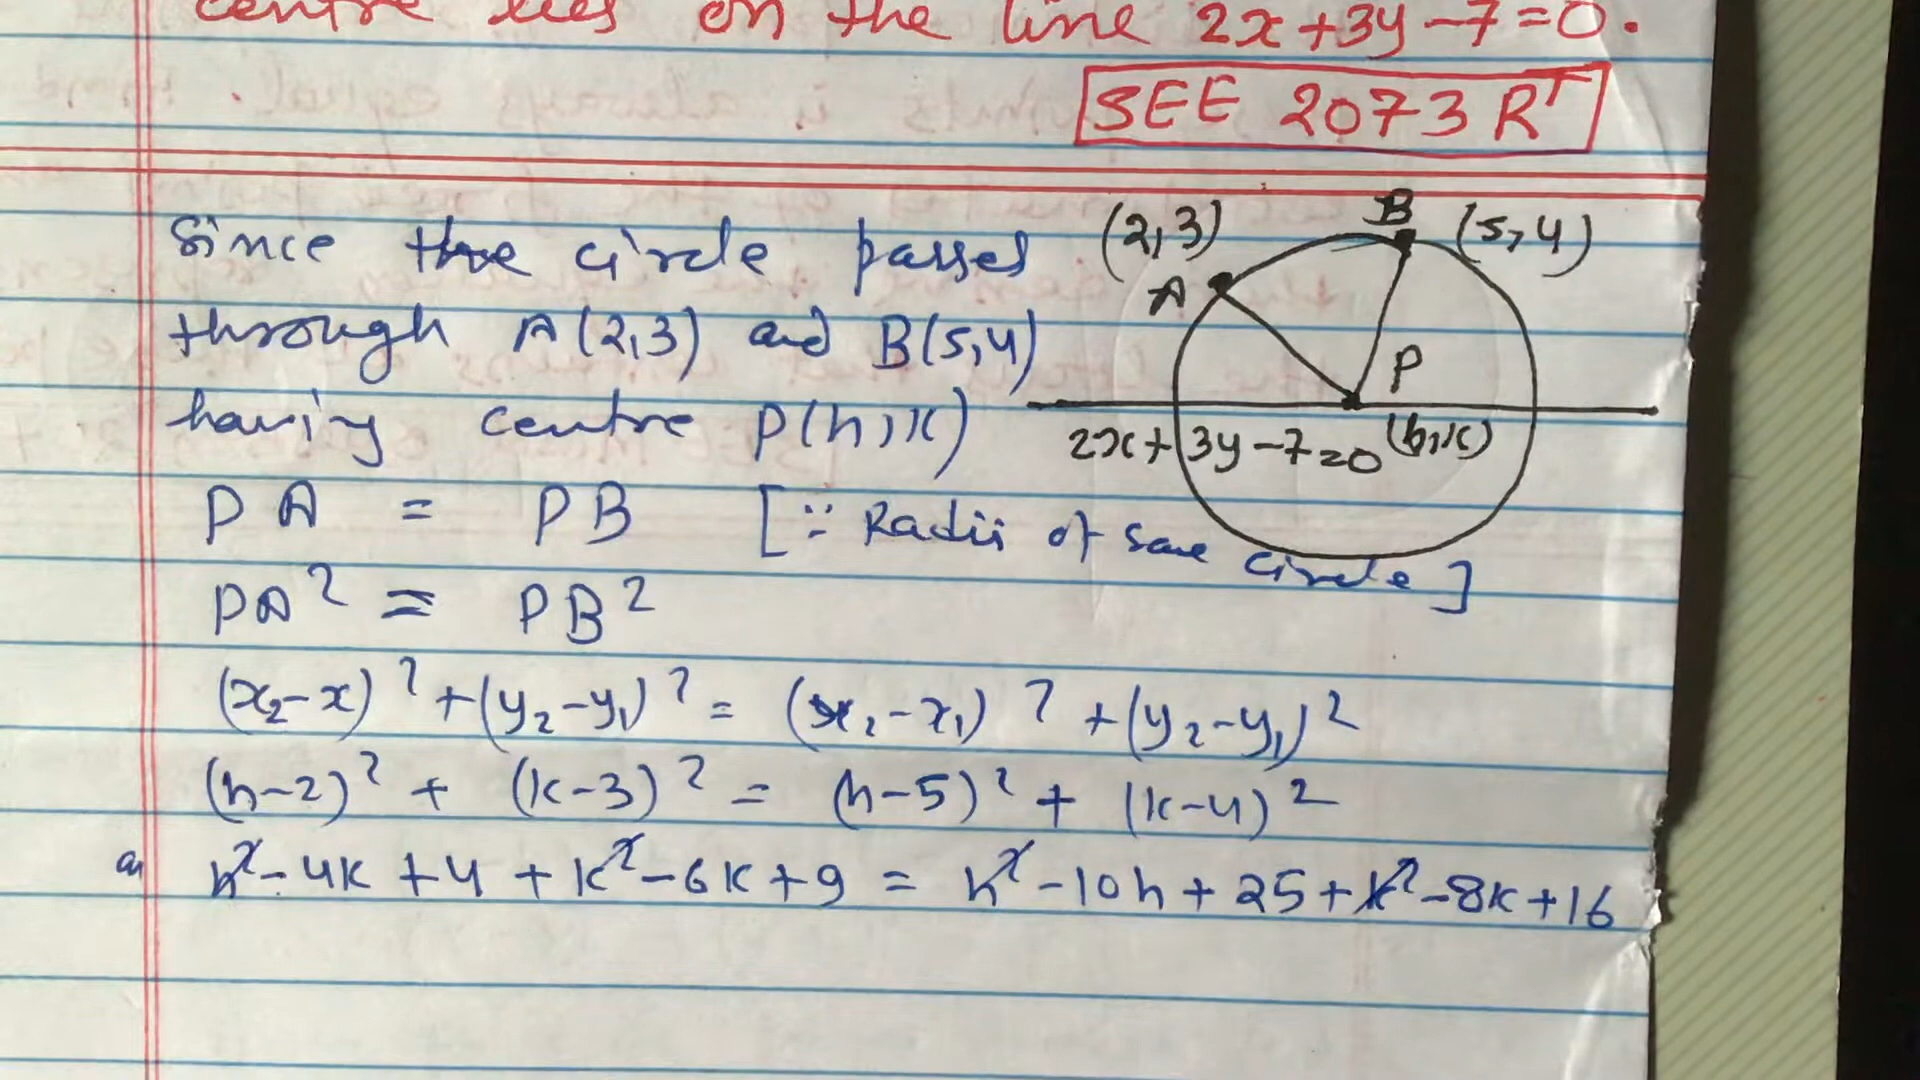 centre lies on the line 2x+3y-7=0.
SEE 2073 RT
Since the circle passes
through A(2,3) and B(5,4)
having centre P(h,k)
(2,3)
B
(5,4)
A
P
(h,k)
2x+3y-7=0
PA = PB [∵ Radii of same circle]
PA² = PB²
(x₂-x)²+(y₂-y₁)² = (x₂-x₁)²+(y₂-y₁)²
(h-2)² + (k-3)² = (h-5)² + (k-4)²
or h²-4k+4+k²-6k+9 = h²-10h+25+k²-8k+16